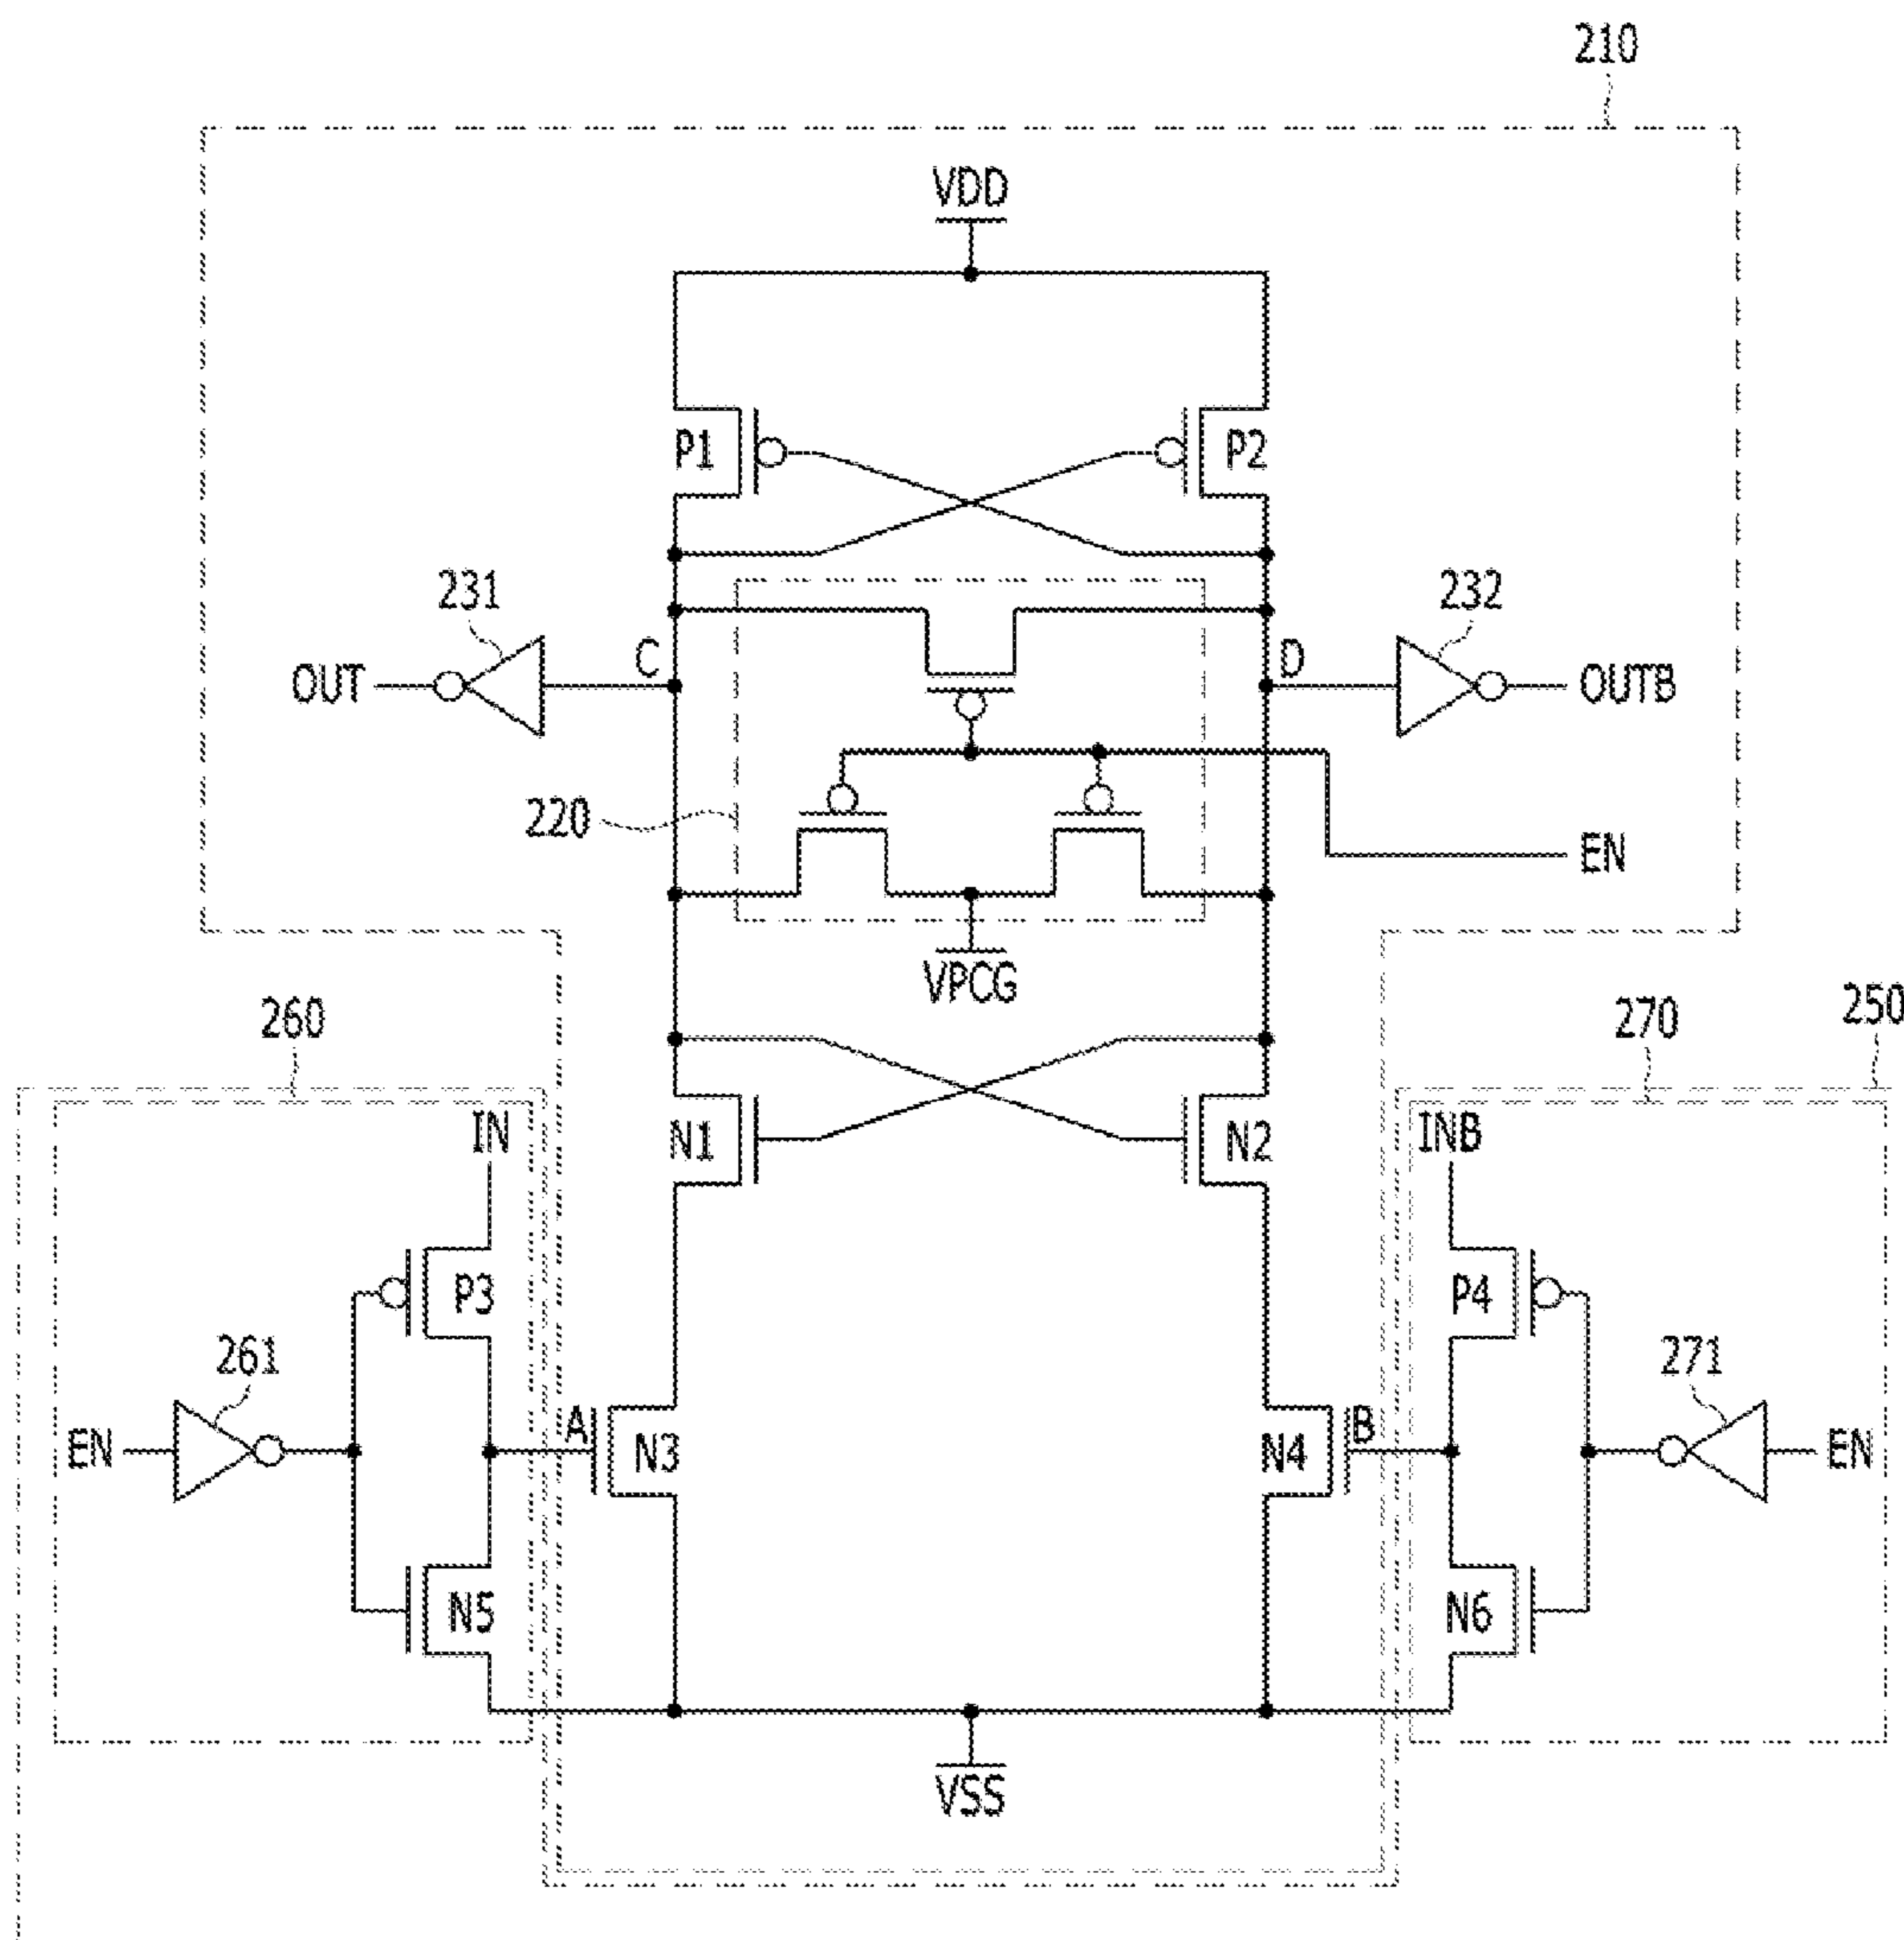 210
VDD
P1
P2
231
232
C
D
OUT
OUTB
220
EN
VPCG
260
270
250
IN
N1
N2
INB
P3
P4
261
271
EN
A
N3
N4
B
EN
N5
N6
VSS